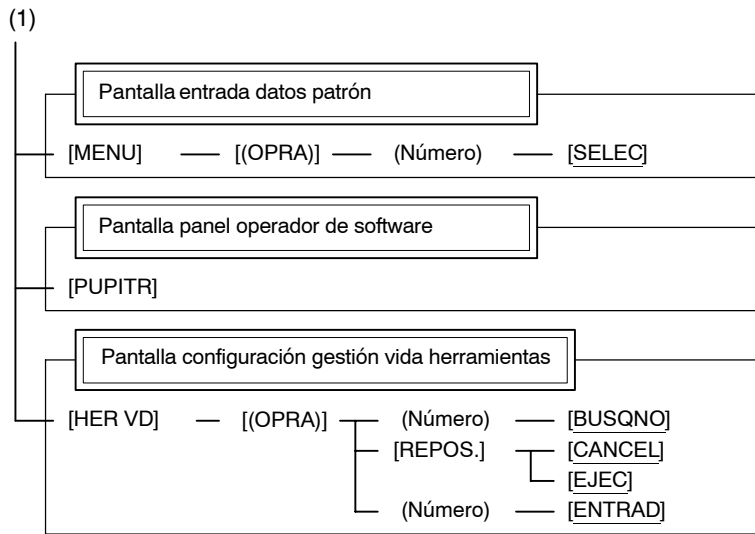 (1)
Pantalla entrada datos patrón
[MENU] [(OPRA)] (Número) [SELEC]
Pantalla panel operador de software
[PUPITR]
Pantalla configuración gestión vida herramientas
[HER VD] [(OPRA)] (Número) [BUSQNO]
[REPOS.] [CANCEL]
[EJEC]
(Número) [ENTRAD]